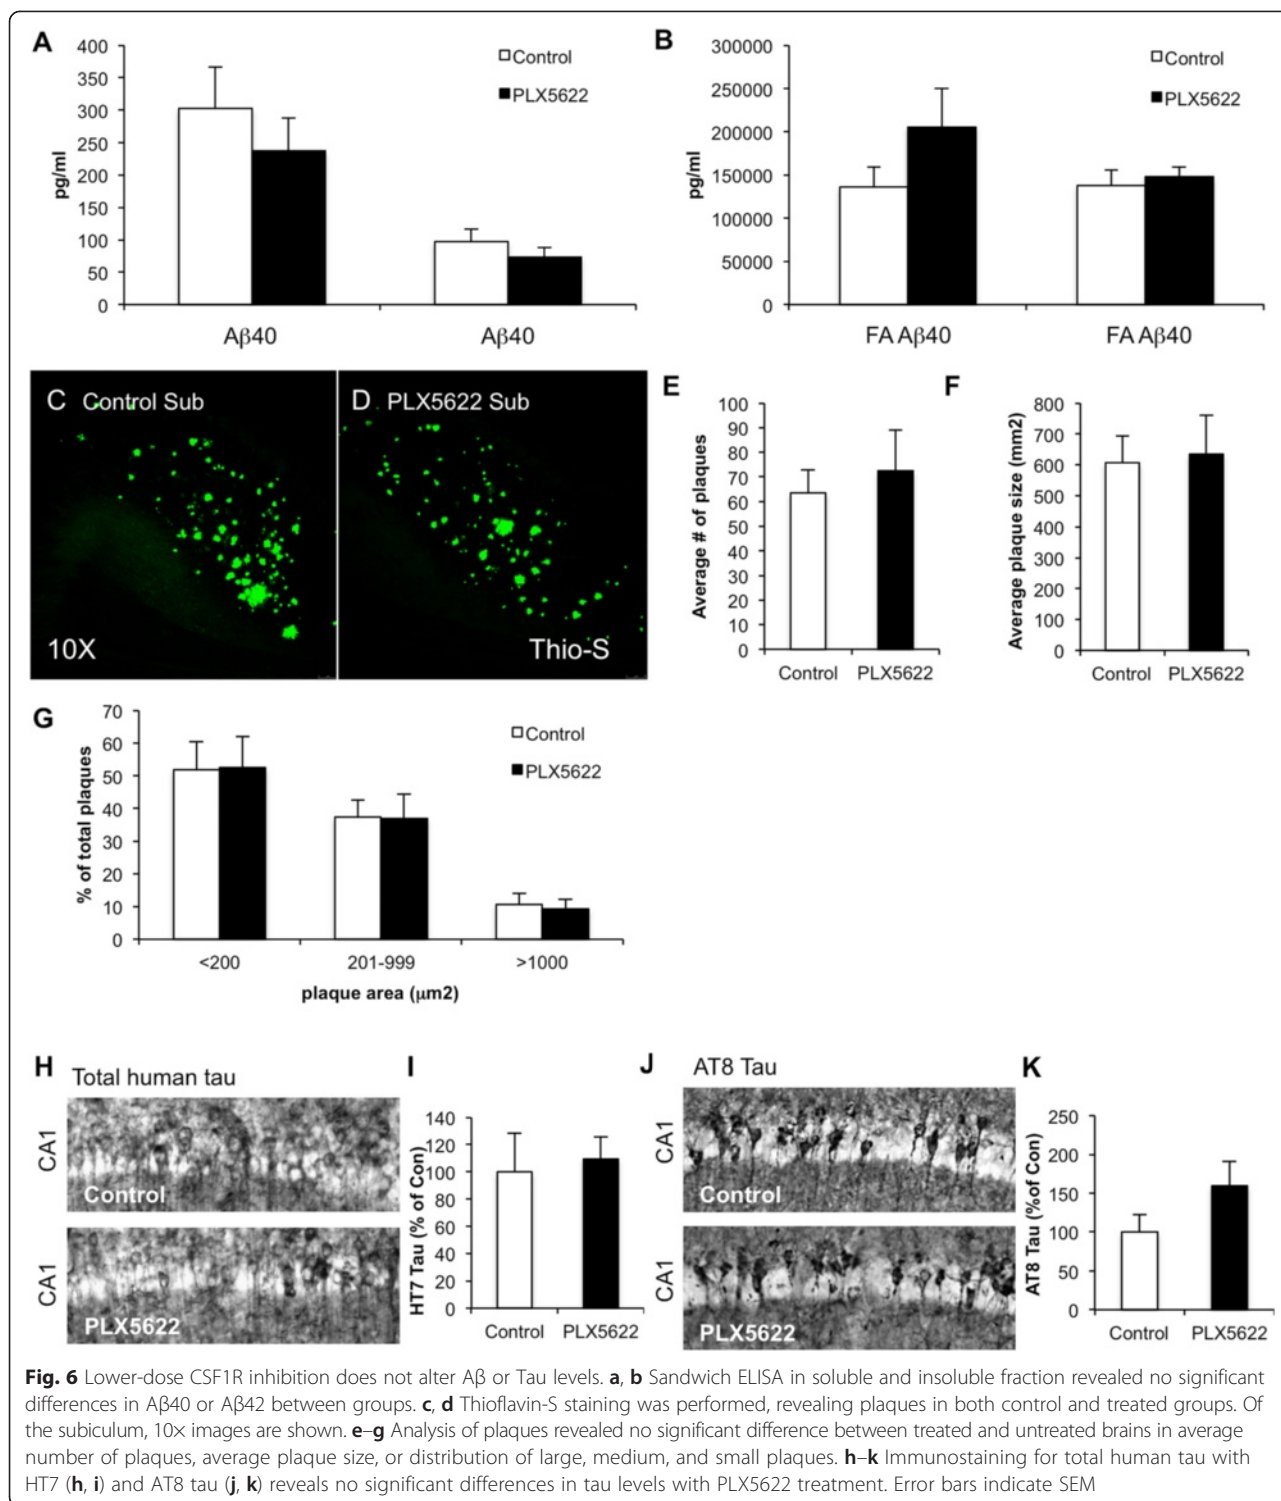 A
400
350
300
250
200
150
100
50
0
pg/ml
Control
PLX5622
Aβ40
Aβ40
B
300000
250000
200000
150000
100000
50000
0
pg/ml
Control
PLX5622
FA Aβ40
FA Aβ40
C Control Sub
10X
D PLX5622 Sub
Thio-S
E
100
90
80
70
60
50
40
30
20
10
0
Average # of plaques
Control PLX5622
F
800
700
600
500
400
300
200
100
0
Average plaque size (mm2)
Control PLX5622
G
70
60
50
40
30
20
10
0
% of total plaques
Control
PLX5622
<200 201-999 >1000
plaque area (μm2)
H Total human tau
CA1
Control
CA1
PLX5622
I
140
120
100
80
60
40
20
0
HT7 Tau (% of Con)
Control PLX5622
J AT8 Tau
CA1
Control
CA1
PLX5622
K
250
200
150
100
50
0
AT8 Tau (%of Con)
Control PLX5622
Fig. 6 Lower-dose CSF1R inhibition does not alter Aβ or Tau levels. a, b Sandwich ELISA in soluble and insoluble fraction revealed no significant
differences in Aβ40 or Aβ42 between groups. c, d Thioflavin-S staining was performed, revealing plaques in both control and treated groups. Of
the subiculum, 10× images are shown. e–g Analysis of plaques revealed no significant difference between treated and untreated brains in average
number of plaques, average plaque size, or distribution of large, medium, and small plaques. h–k Immunostaining for total human tau with
HT7 (h, i) and AT8 tau (j, k) reveals no significant differences in tau levels with PLX5622 treatment. Error bars indicate SEM